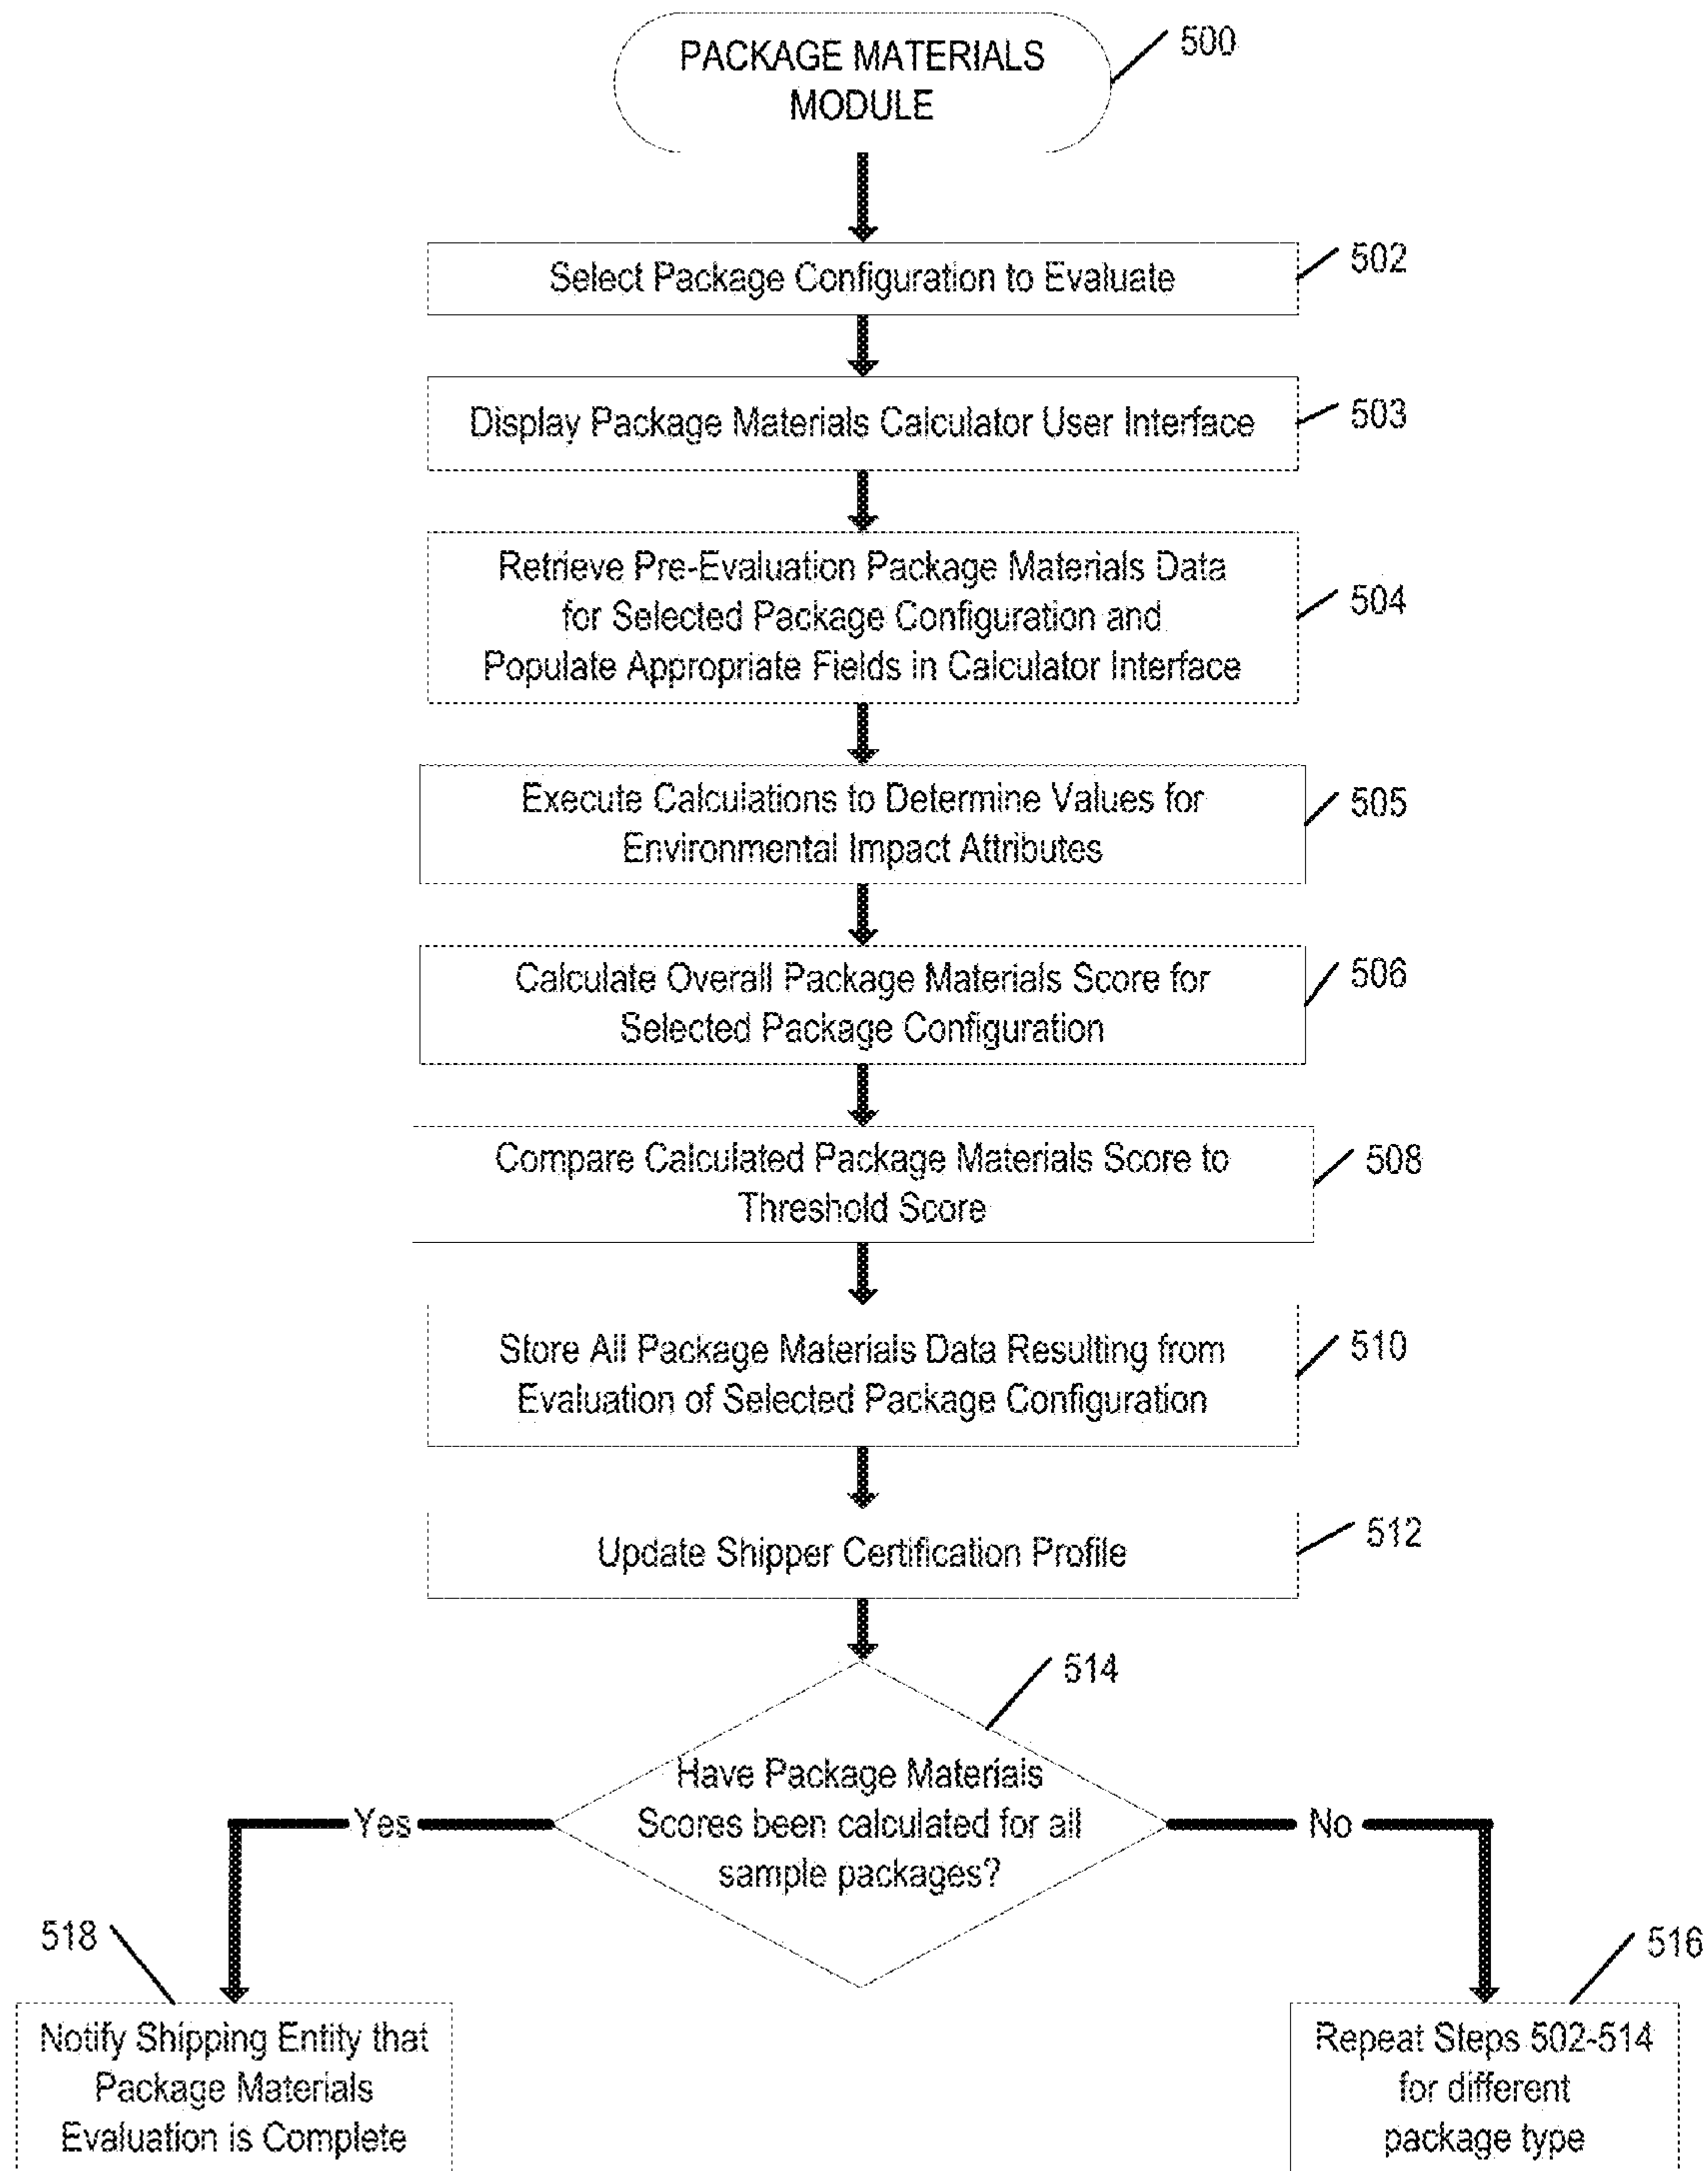 PACKAGE MATERIALS
MODULE
500
Select Package Configuration to Evaluate
502
Display Package Materials Calculator User Interface
503
Retrieve Pre-Evaluation Package Materials Data
for Selected Package Configuration and
Populate Appropriate Fields in Calculator Interface
504
Execute Calculations to Determine Values for
Environmental Impact Attributes
505
Calculate Overall Package Materials Score for
Selected Package Configuration
506
Compare Calculated Package Materials Score to
Threshold Score
508
Store All Package Materials Data Resulting from
Evaluation of Selected Package Configuration
510
Update Shipper Certification Profile
512
514
Have Package Materials
Scores been calculated for all
sample packages?
Yes
No
518
516
Notify Shipping Entity that
Package Materials
Evaluation is Complete
Repeat Steps 502-514
for different
package type